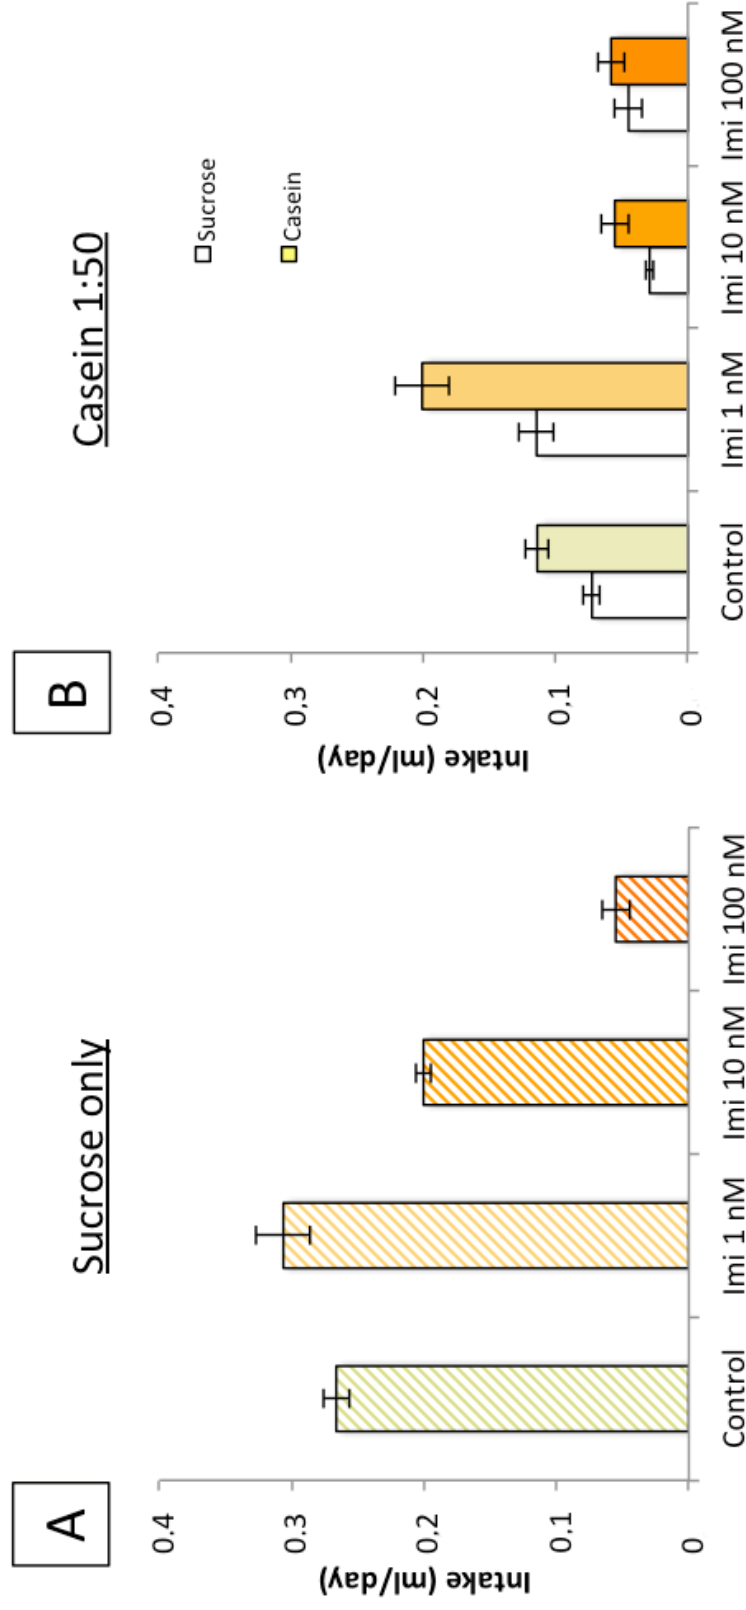 A
Sucrose only
Intake (ml/day)
0.4
0.3
0.2
0.1
0
Control
Imi 1 nM
Imi 10 nM
Imi 100 nM
B
Casein 1:50
Sucrose
Casein
Intake (ml/day)
0,4
0,3
0,2
0,1
0
Control
Imi 1 nM
Imi 10 nM
Imi 100 nM